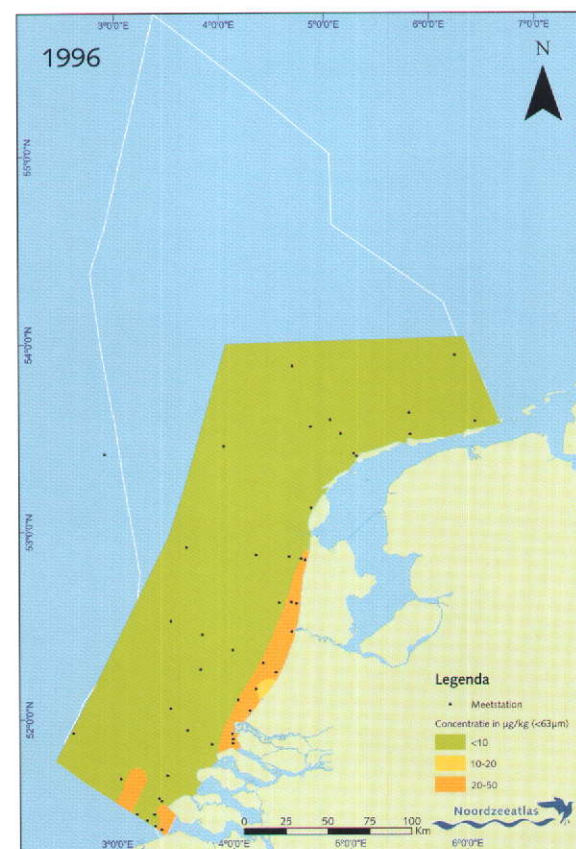 3°0'0"E 4°0'0"E 5°0'0"E 6°0'0"E 7°0'0"E
1996
N
55°0'0"N
54°0'0"N
53°0'0"N
52°0'0"N
Legenda
Meetstation
Concentratie in µg/kg (<63µm)
<10
10-20
20-50
Noordzeeatlas
0 25 50 75 100
Km
3°0'0"E 4°0'0"E 5°0'0"E 6°0'0"E